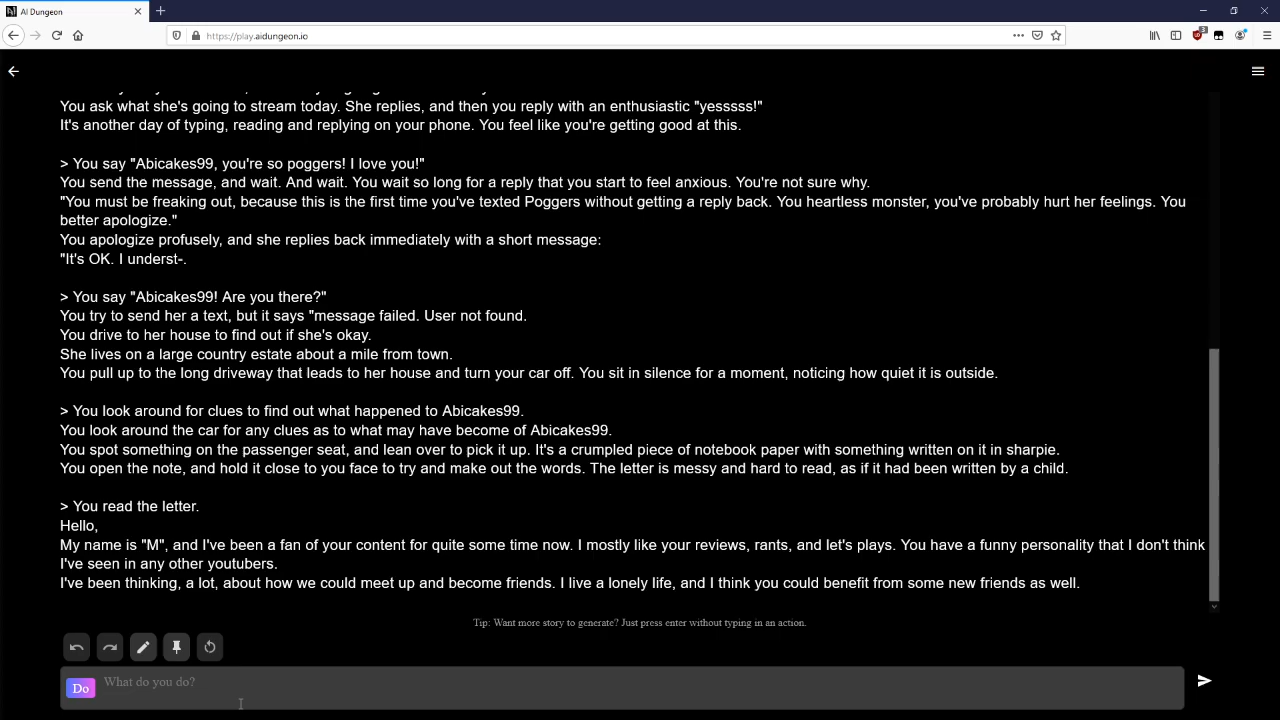 AI Dungeon
https://play.aidungeon.io
You ask what she's going to stream today. She replies, and then you reply with an enthusiastic "yesssss!"
It's another day of typing, reading and replying on your phone. You feel like you're getting good at this.
> You say "Abicakes99, you're so poggers! I love you!"
You send the message, and wait. And wait. You wait so long for a reply that you start to feel anxious. You're not sure why.
"You must be freaking out, because this is the first time you've texted Poggers without getting a reply back. You heartless monster, you've probably hurt her feelings. You
better apologize."
You apologize profusely, and she replies back immediately with a short message:
"It's OK. I underst-.
> You say "Abicakes99! Are you there?"
You try to send her a text, but it says "message failed. User not found.
You drive to her house to find out if she's okay.
She lives on a large country estate about a mile from town.
You pull up to the long driveway that leads to her house and turn your car off. You sit in silence for a moment, noticing how quiet it is outside.
> You look around for clues to find out what happened to Abicakes99.
You look around the car for any clues as to what may have become of Abicakes99.
You spot something on the passenger seat, and lean over to pick it up. It's a crumpled piece of notebook paper with something written on it in sharpie.
You open the note, and hold it close to you face to try and make out the words. The letter is messy and hard to read, as if it had been written by a child.
> You read the letter.
Hello,
My name is "M", and I've been a fan of your content for quite some time now. I mostly like your reviews, rants, and let's plays. You have a funny personality that I don't think
I've seen in any other youtubers.
I've been thinking, a lot, about how we could meet up and become friends. I live a lonely life, and I think you could benefit from some new friends as well.
Tip: Want more story to generate? Just press enter without typing in an action.
Do What do you do?